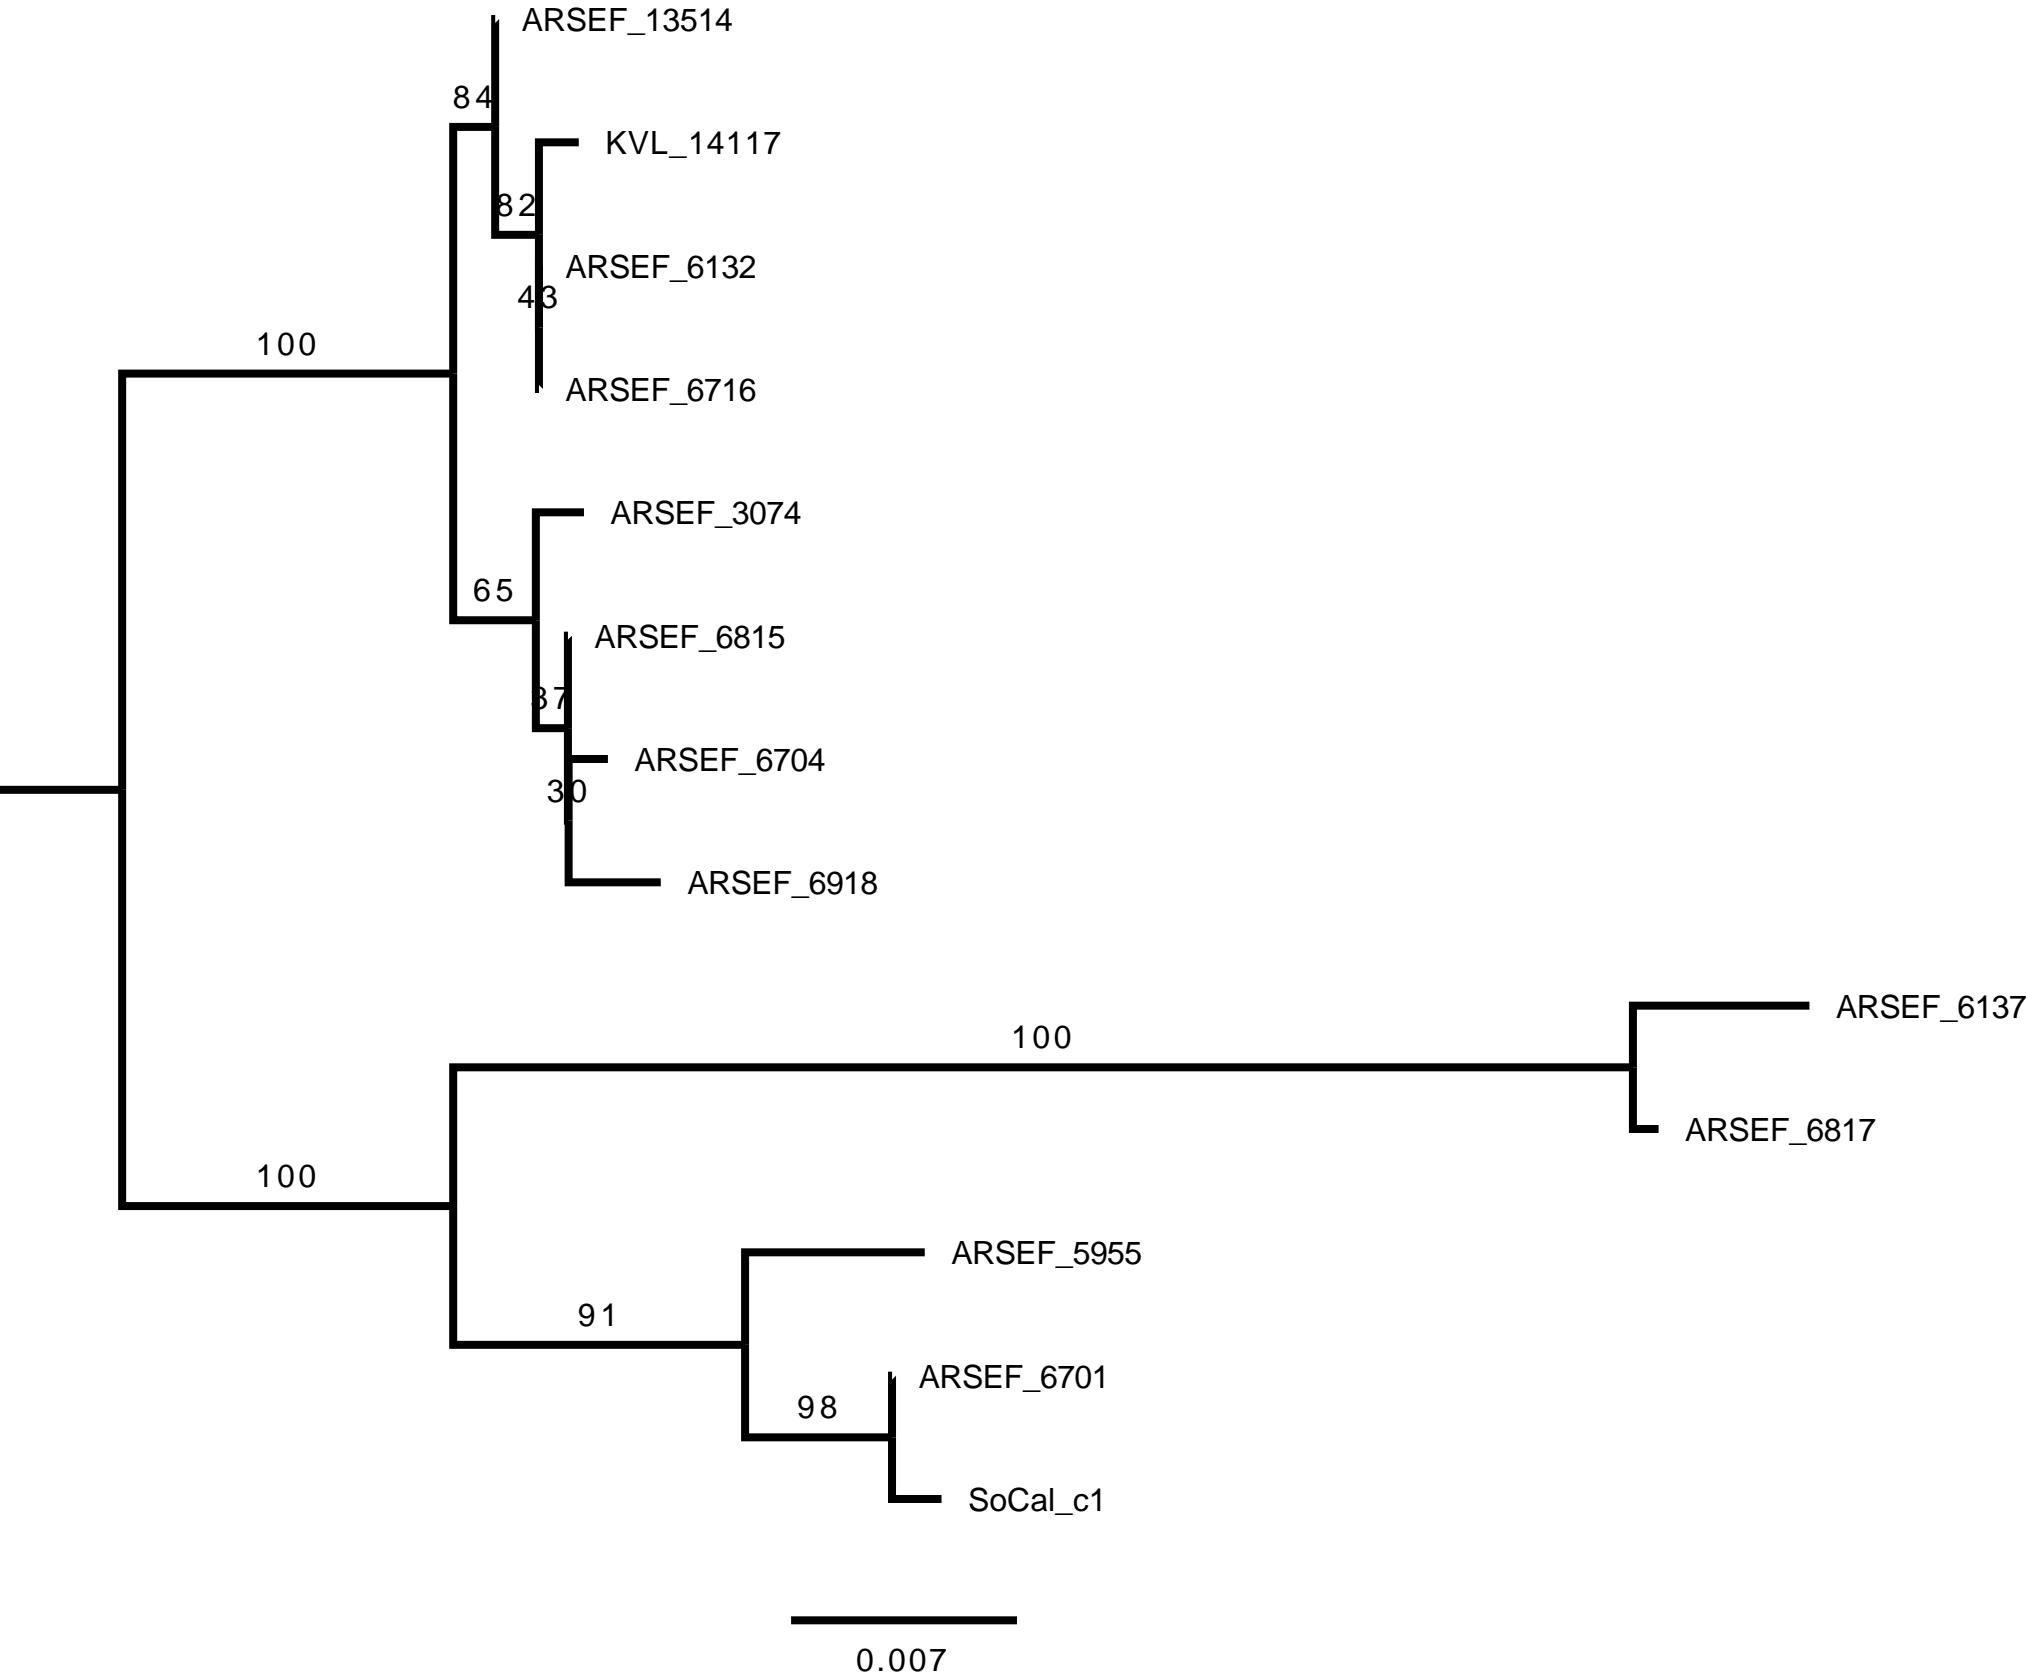 ARSEF_13514
84
KVL_14117
82
ARSEF_6132
43
ARSEF_6716
100
ARSEF_3074
65
ARSEF_6815
37
ARSEF_6704
30
ARSEF_6918
ARSEF_6137
100
ARSEF_6817
100
ARSEF_5955
91
ARSEF_6701
98
SoCal_c1
0.007